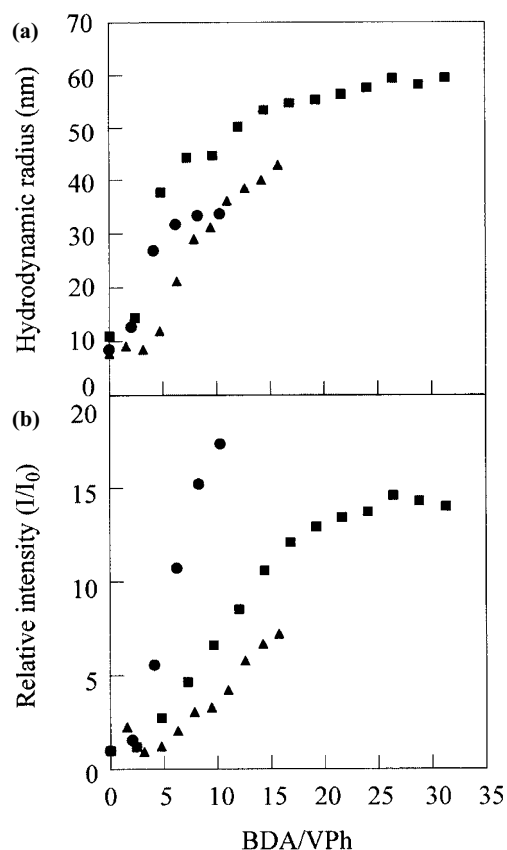 (a)
70
60
50
40
30
20
10
0
Hydrodynamic radius (nm)
(b)
20
15
10
5
0
Relative intensity (I/I₀)
0 5 10 15 20 25 30 35
BDA/VPh